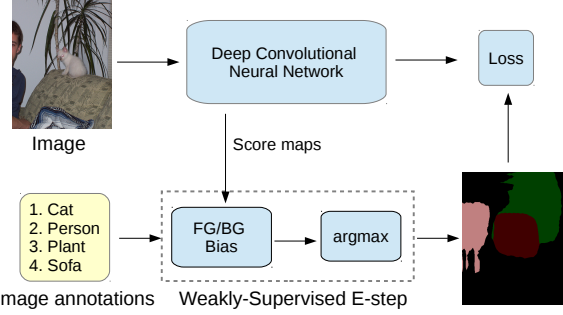 Deep Convolutional
Neural Network
Loss
Image
Score maps
1. Cat
2. Person
3. Plant
4. Sofa
FG/BG
Bias
argmax
mage annotations
Weakly-Supervised E-step